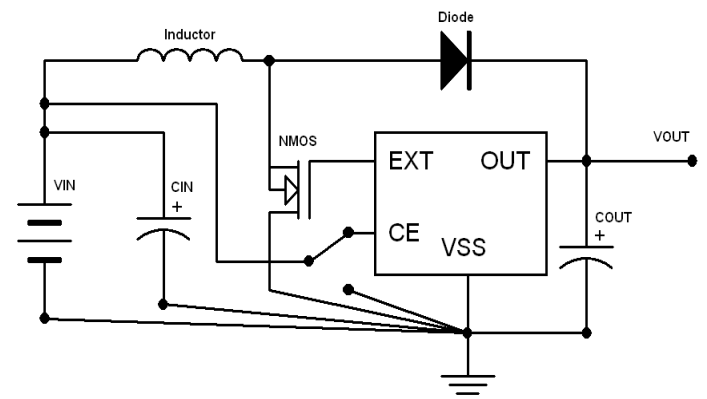 Diode
Inductor
NMOS
EXT
OUT
VOUT
VIN
CIN
+
CE
VSS
COUT
+